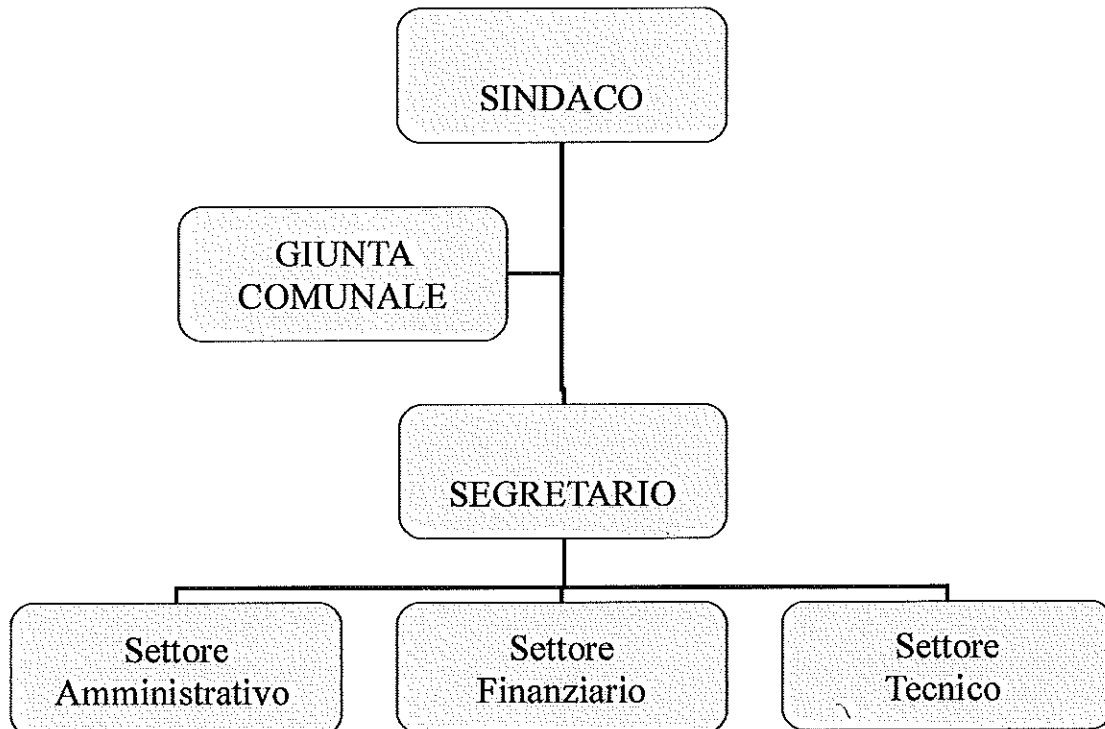 SINDACO
GIUNTA
COMUNALE
SEGRETARIO
Settore
Amministrativo
Settore
Finanziario
Settore
Tecnico